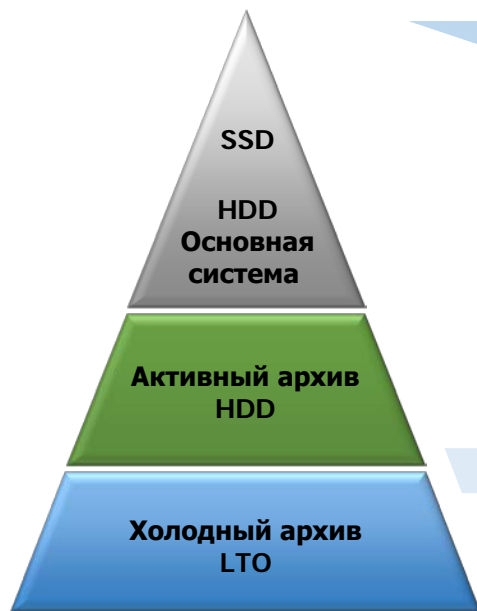 SSD
HDD
Основная
система
Активный архив
HDD
Холодный архив
LTO